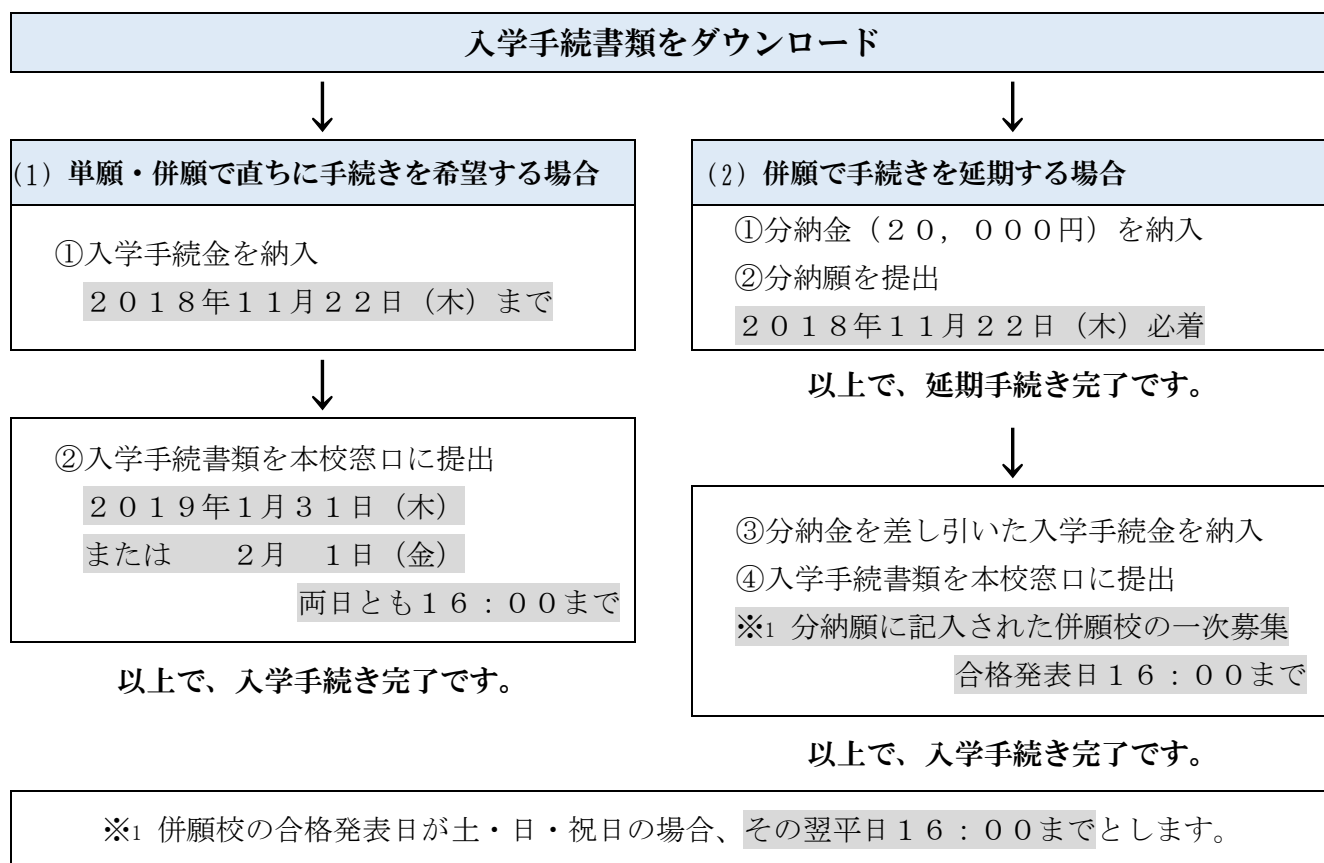 入学手続書類をダウンロード
↓
↓
(1) 単願・併願で直ちに手続きを希望する場合
①入学手続金を納入
2018年11月22日（木）まで
↓
②入学手続書類を本校窓口に提出
2019年1月31日（木）
または　　2月　1日（金）
両日とも16：00まで
以上で、入学手続き完了です。
(2) 併願で手続きを延期する場合
①分納金（20，000円）を納入
②分納願を提出
2018年11月22日（木）必着
以上で、延期手続き完了です。
↓
③分納金を差し引いた入学手続金を納入
④入学手続書類を本校窓口に提出
※1 分納願に記入された併願校の一次募集
合格発表日16：00まで
以上で、入学手続き完了です。
※1 併願校の合格発表日が土・日・祝日の場合、その翌平日16：00までとします。